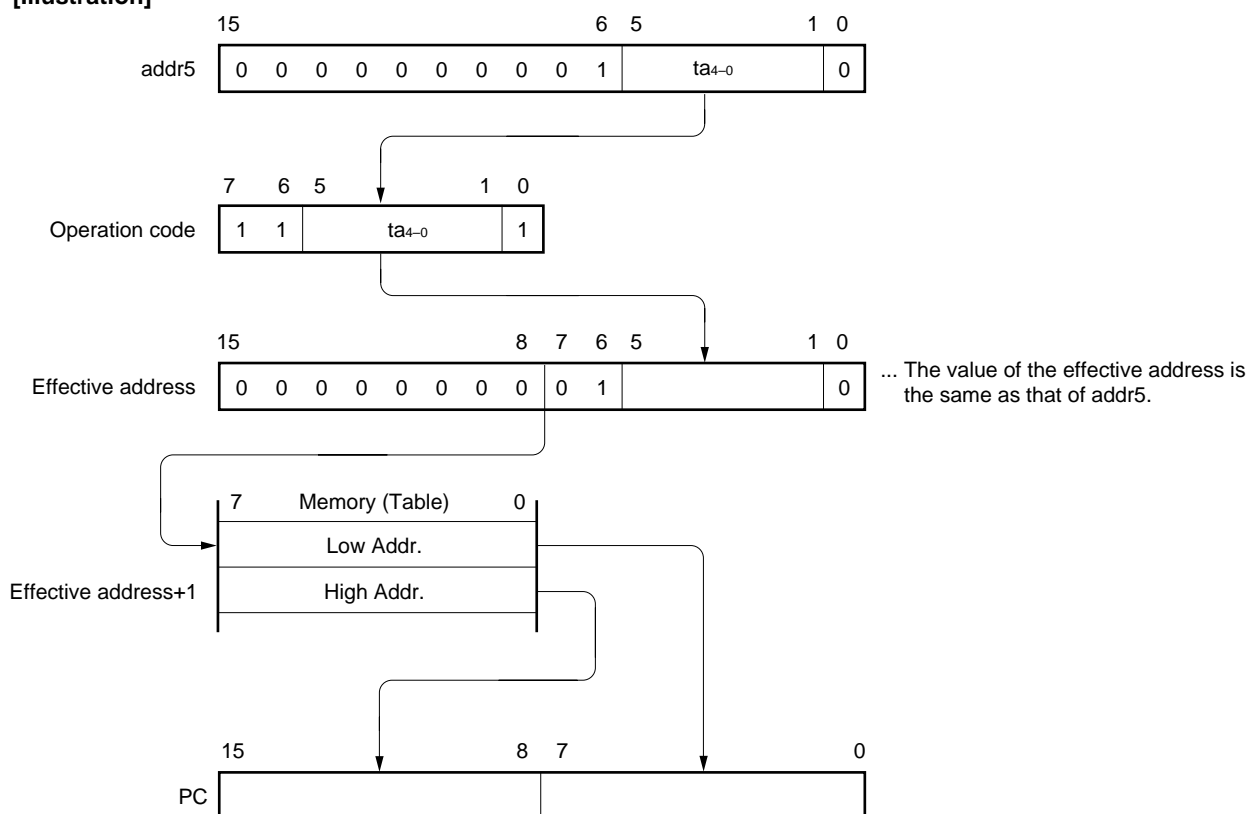 [Illustration]
15 6 5 1 0
addr5 0 0 0 0 0 0 0 0 0 1 ta4–0 0
7 6 5 1 0
Operation code 1 1 ta4–0 1
15 8 7 6 5 1 0
Effective address 0 0 0 0 0 0 0 0 0 1 0 ... The value of the effective address is
the same as that of addr5.
7 Memory (Table) 0
Low Addr.
Effective address+1 High Addr.
15 8 7 0
PC